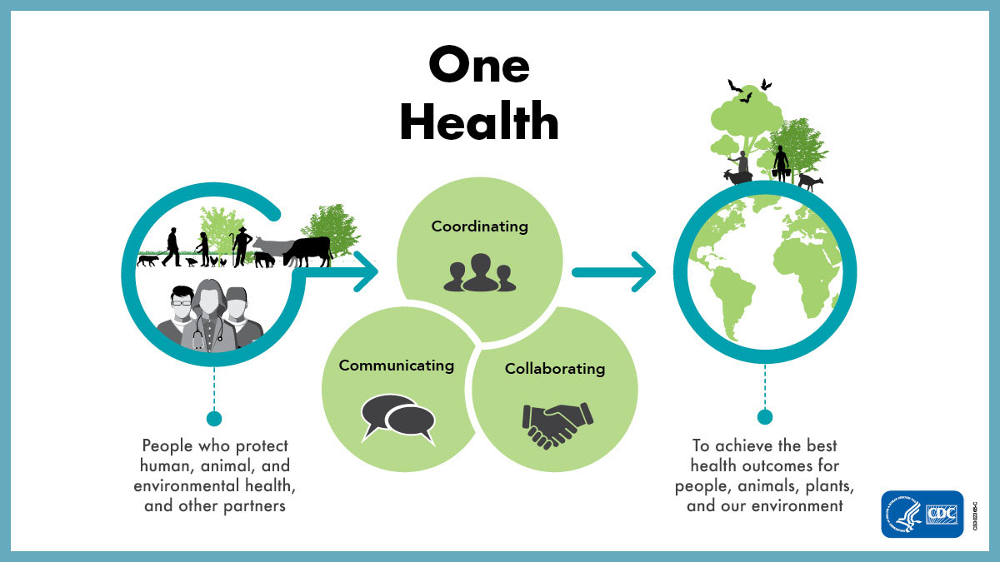 One
Health
Coordinating
Communicating
Collaborating
People who protect
human, animal, and
environmental health,
and other partners
To achieve the best
health outcomes for
people, animals, plants,
and our environment
CDC
CS302365-C